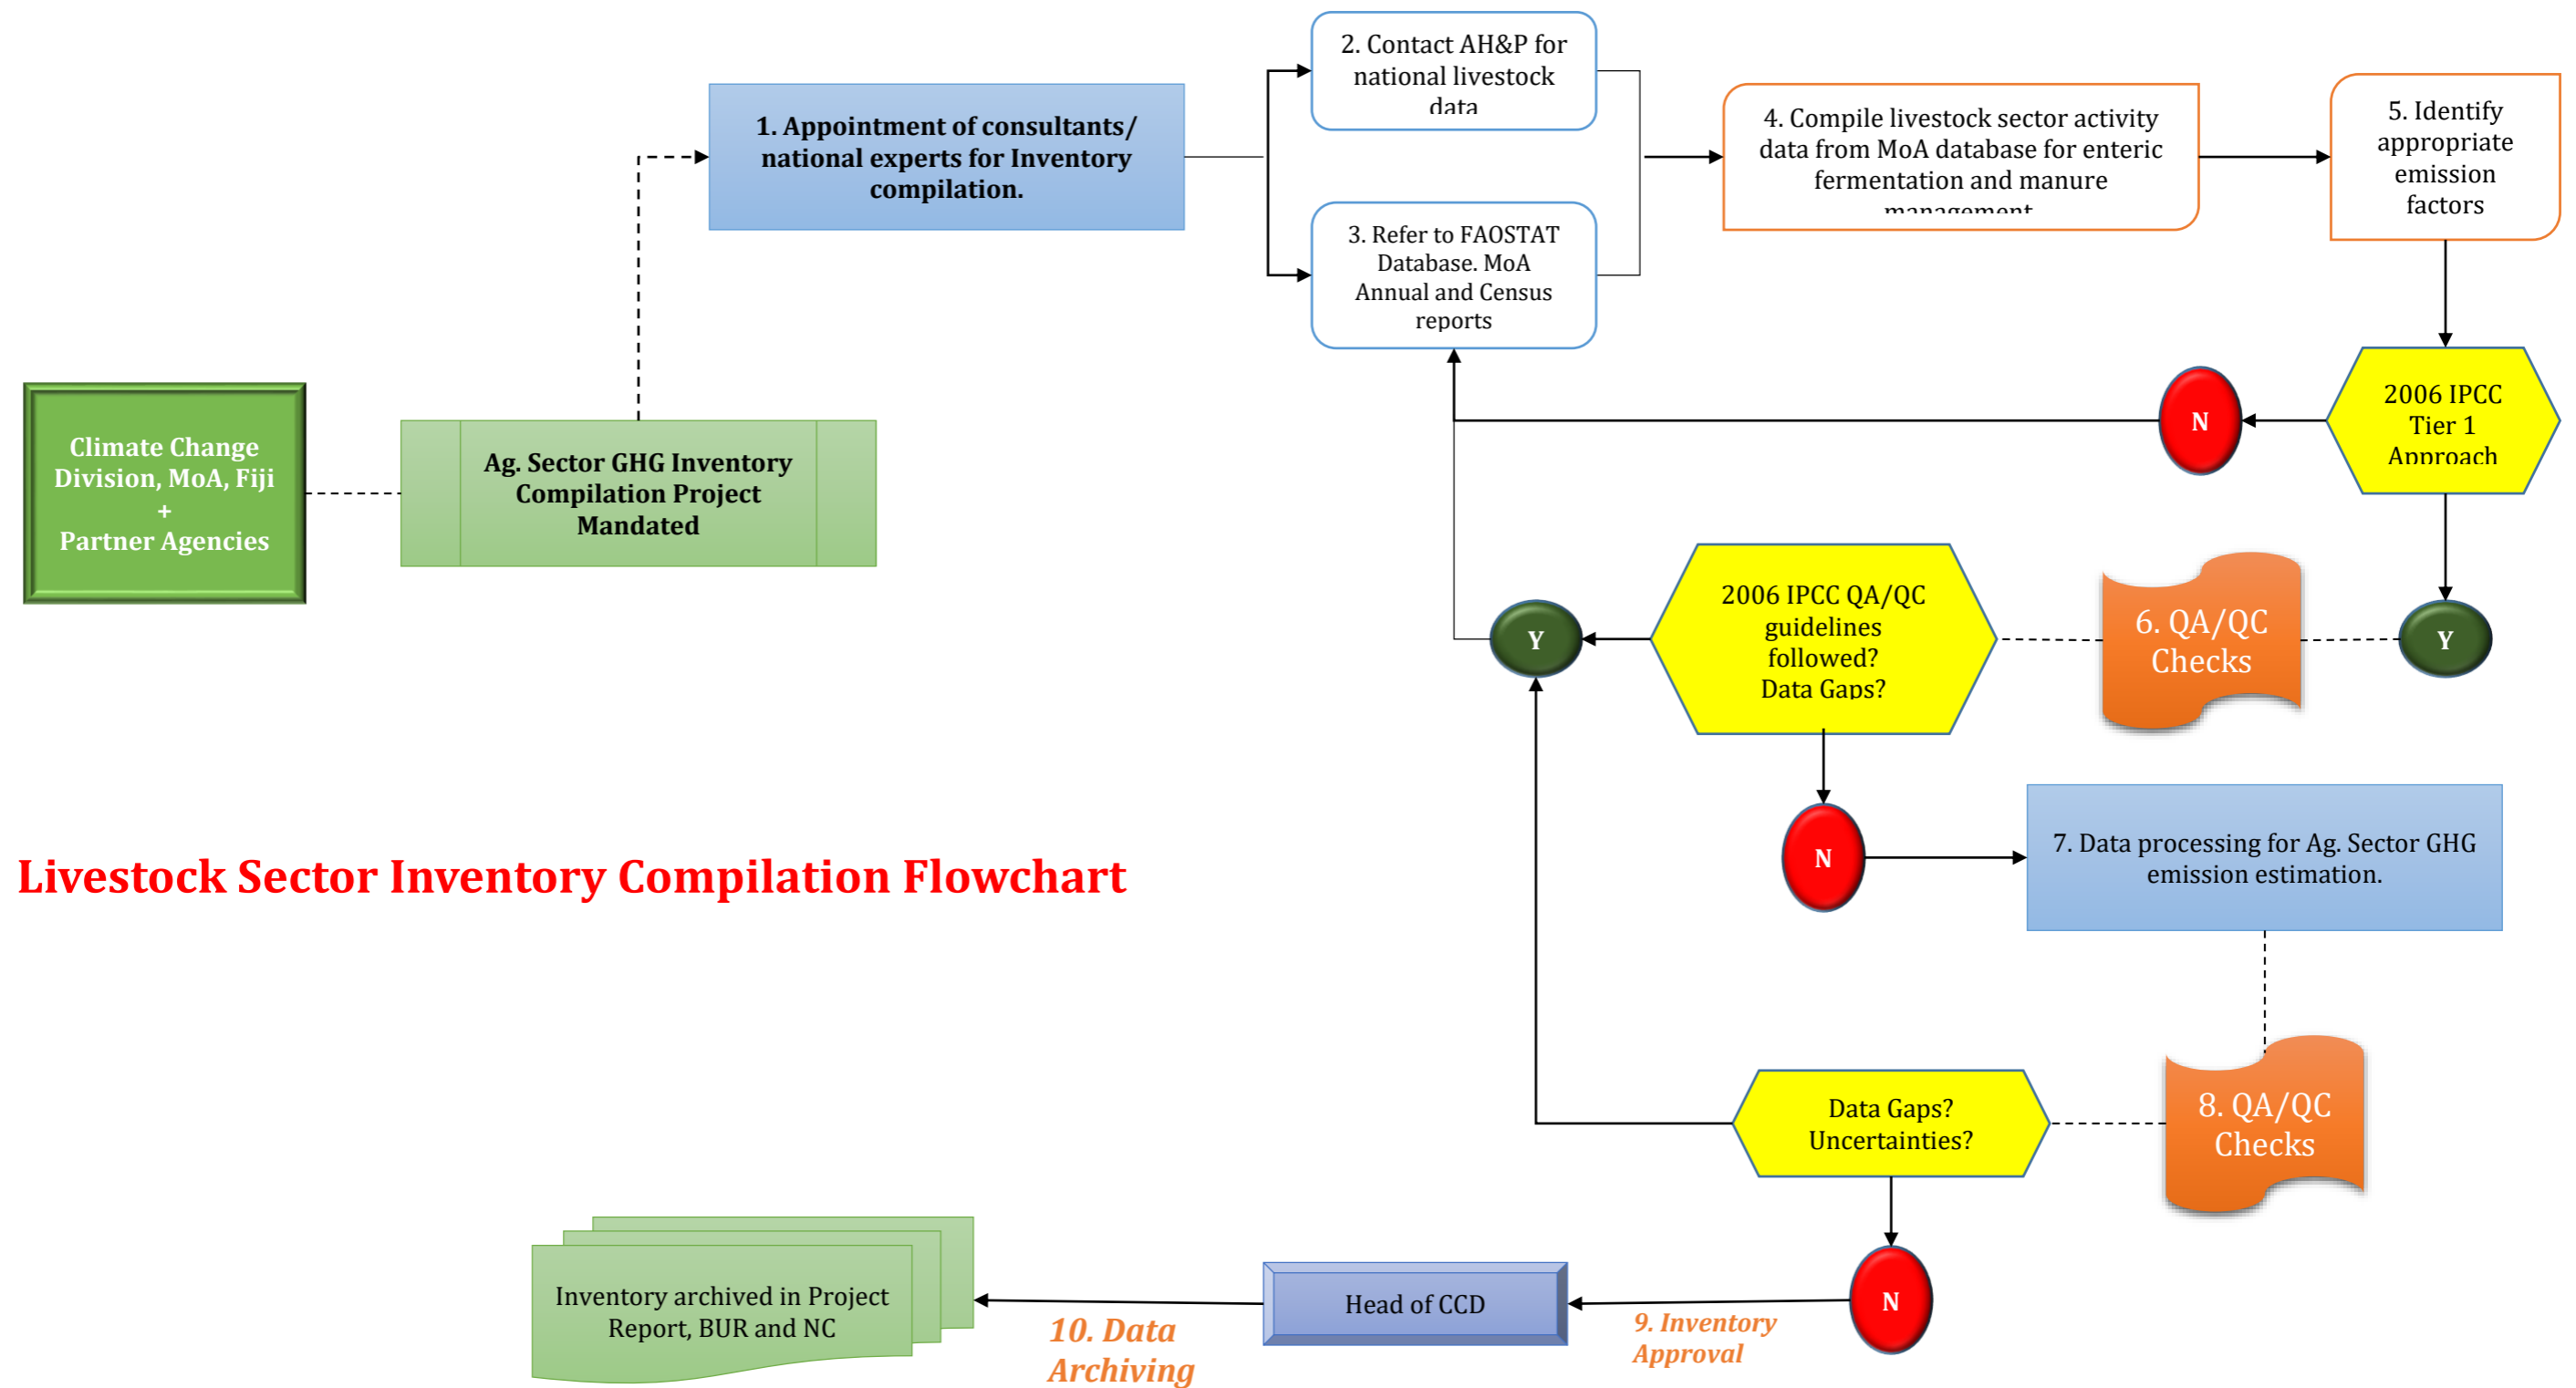 2. Contact AH&P for
national livestock
data
1. Appointment of consultants/
national experts for Inventory
compilation.
3. Refer to FAOSTAT
Database. MoA
Annual and Census
reports
4. Compile livestock sector activity
data from MoA database for enteric
fermentation and manure
management
5. Identify
appropriate
emission
factors
Climate Change
Division, MoA, Fiji
+
Partner Agencies
Ag. Sector GHG Inventory
Compilation Project
Mandated
N
2006 IPCC
Tier 1
Approach
Y
2006 IPCC QA/QC
guidelines
followed?
Data Gaps?
6. QA/QC
Checks
Y
N
7. Data processing for Ag. Sector GHG
emission estimation.
Livestock Sector Inventory Compilation Flowchart
Data Gaps?
Uncertainties?
8. QA/QC
Checks
Inventory archived in Project
Report, BUR and NC
10. Data
Archiving
Head of CCD
9. Inventory
Approval
N